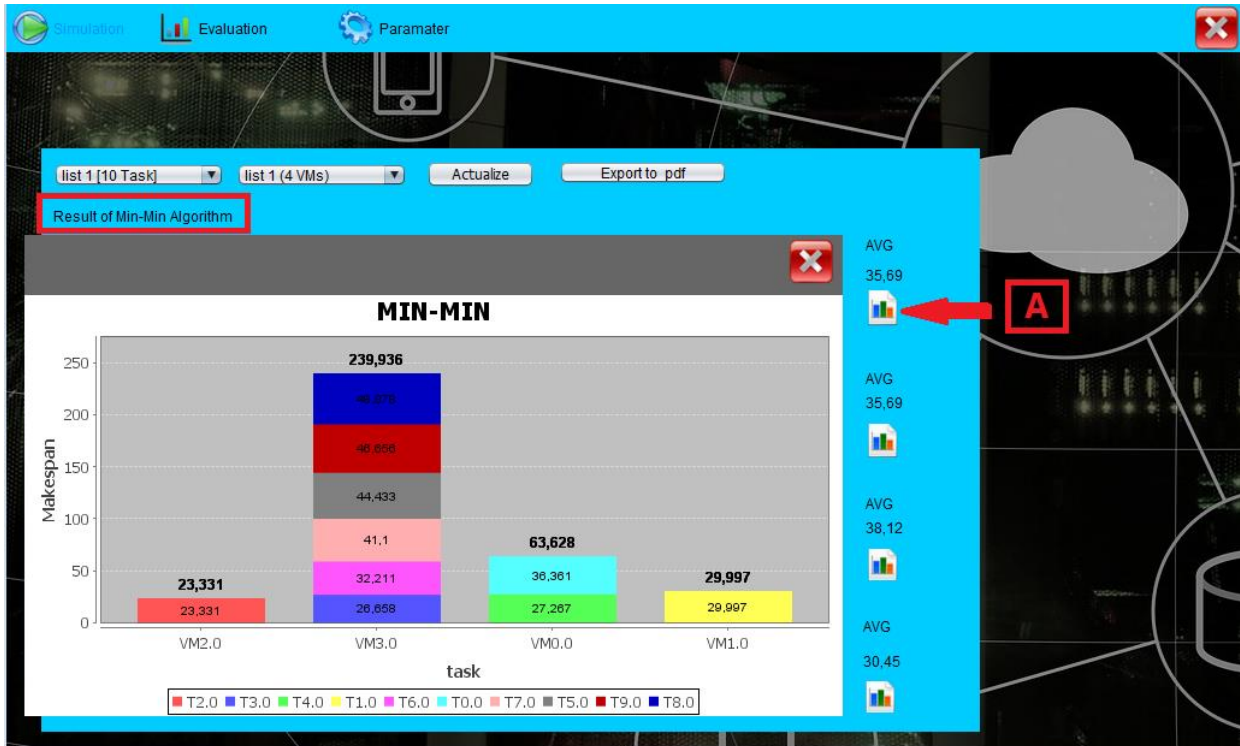 Simulation Evaluation Paramater
list 1 [10 Task] list 1 (4 VMs) Actualize Export to pdf
Result of Min-Min Algorithm
AVG
35,69
A
MIN-MIN
250
200
150
100
50
0
Makespan
239,936
46,656
44,433
41,1
32,211
26,658
63,628
36,361
27,267
23,331
23,331
29,997
29,997
VM2.0 VM3.0 VM0.0 VM1.0
task
T2.0 T3.0 T4.0 T1.0 T6.0 T0.0 T7.0 T5.0 T9.0 T8.0
AVG
35,69
AVG
38,12
AVG
30,45